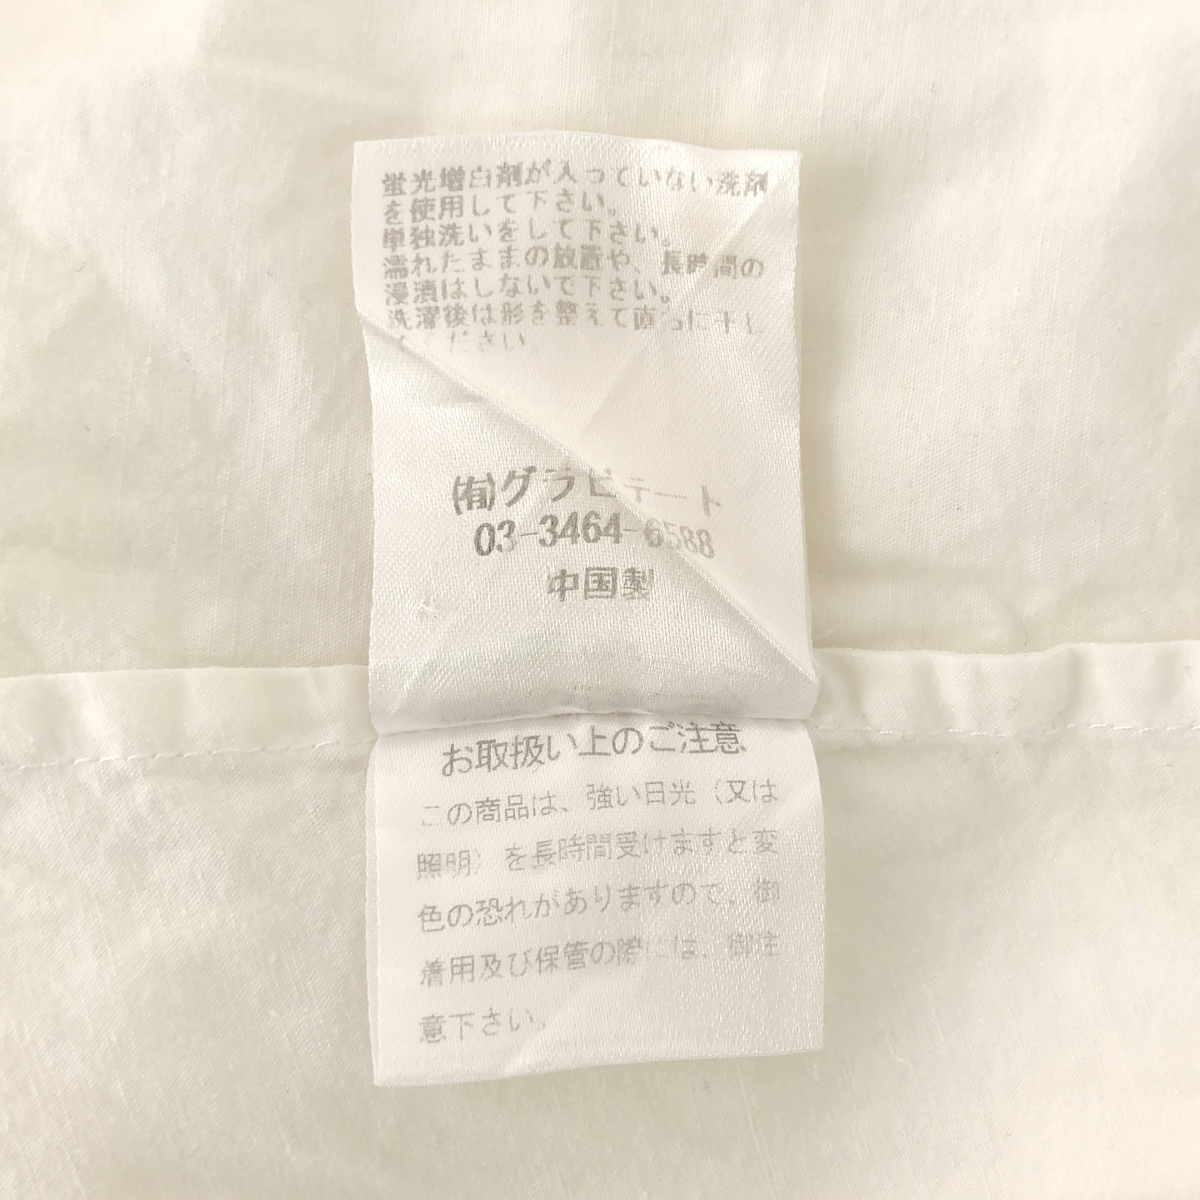 蛍光増白剤が入っていない洗剤
を使用して下さい。
単独洗いをして下さい。
濡れたままの放置や、長時間の
浸漬はしないで下さい。
洗濯後は形を整えて直ちに干し
てください。
(有)グラビテート
03-3464-6588
中国製
お取扱い上のご注意
この商品は、強い日光（又は
照明）を長時間受けますと変
色の恐れがありますので、御
着用及び保管の際には、御注
意下さい。